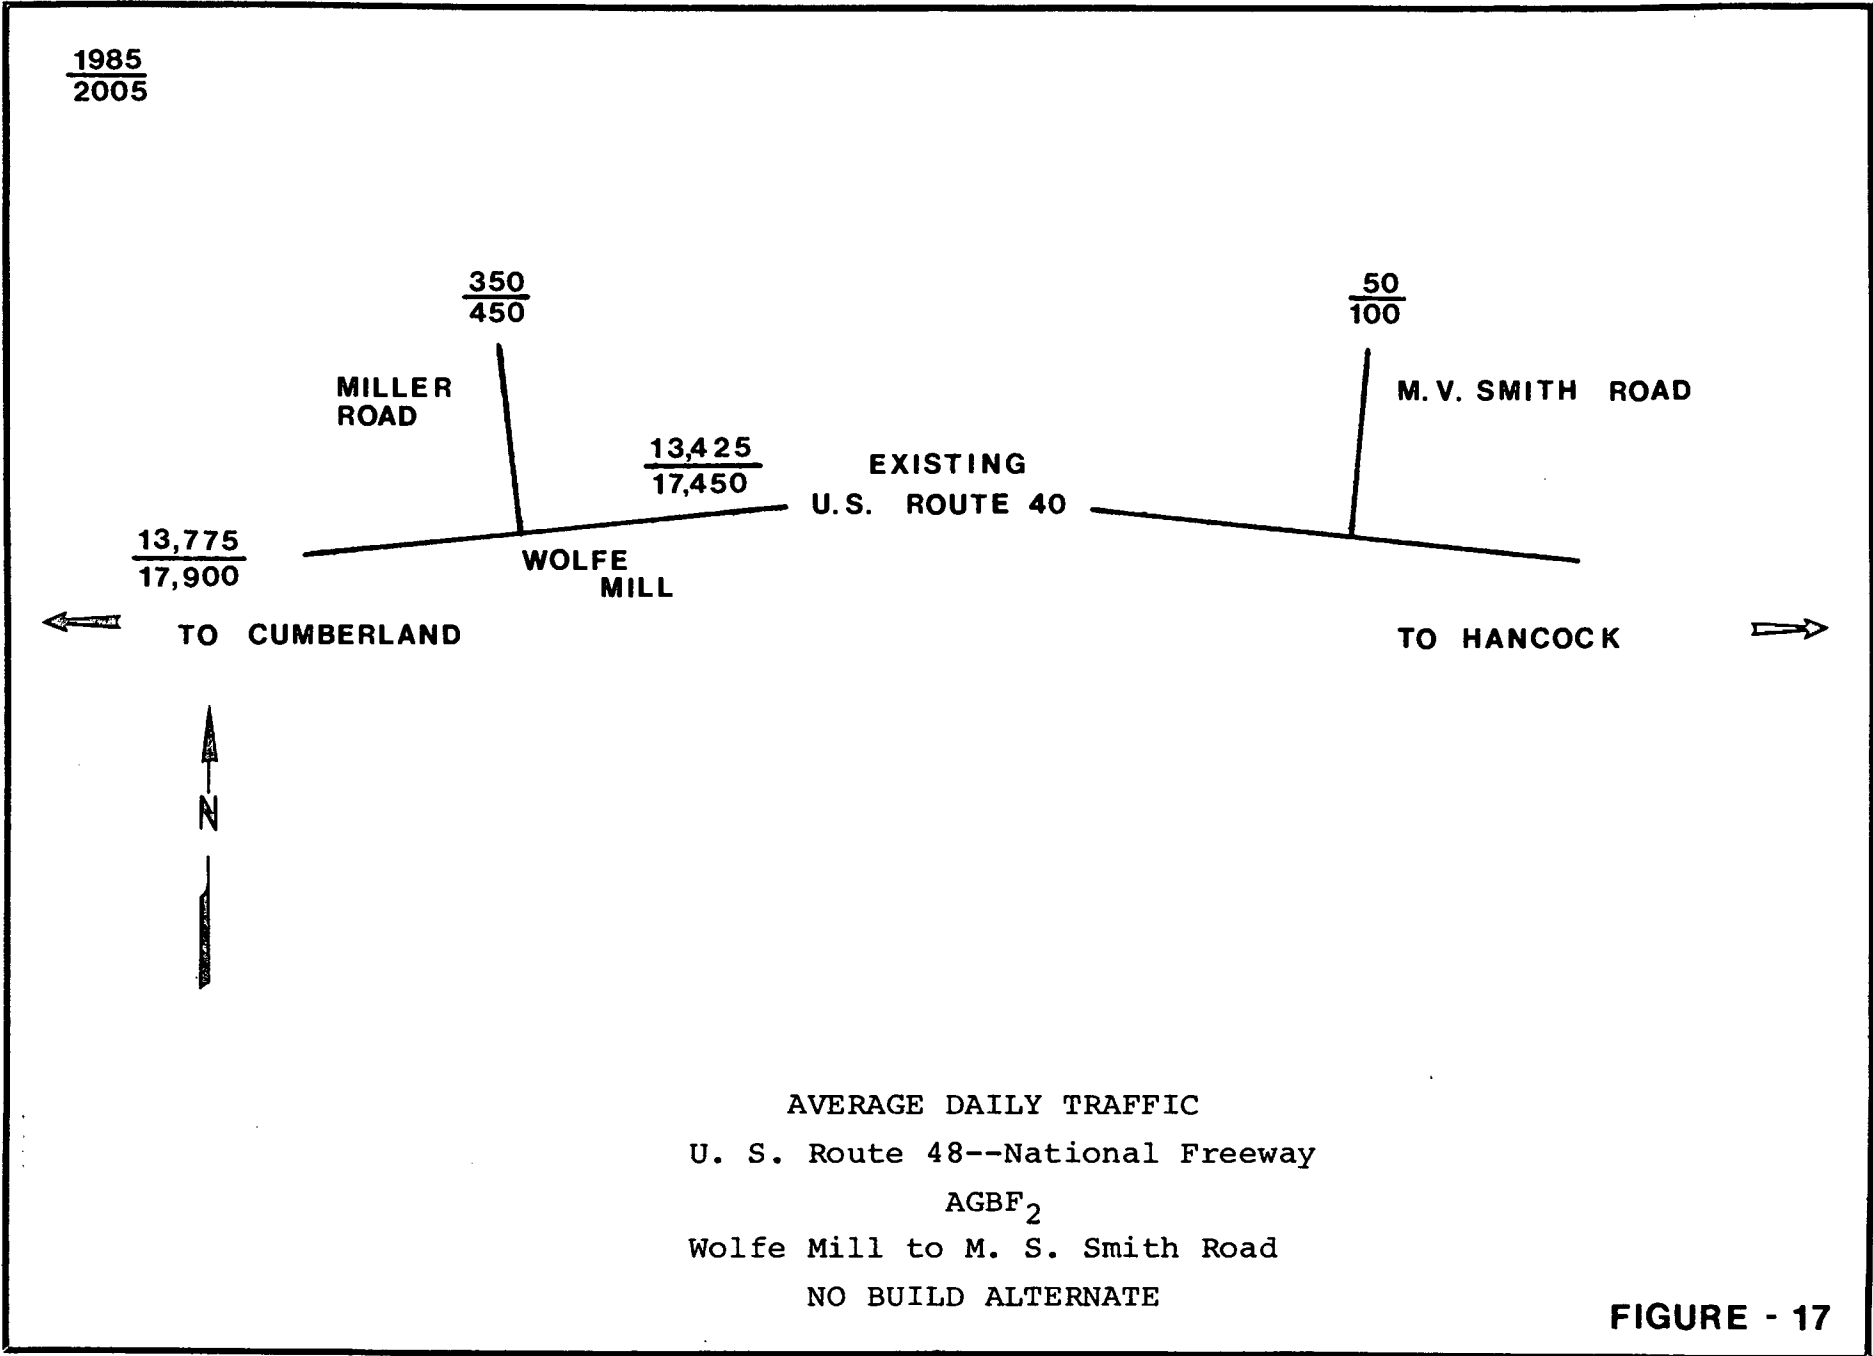 1985
2005
350
450
50
100
MILLER
ROAD
M. V. SMITH ROAD
13,425
17,450
EXISTING
U. S. ROUTE 40
13,775
17,900
WOLFE
MILL
TO CUMBERLAND
TO HANCOCK
N
AVERAGE DAILY TRAFFIC
U. S. Route 48--National Freeway
AGBF2
Wolfe Mill to M. S. Smith Road
NO BUILD ALTERNATE
FIGURE - 17